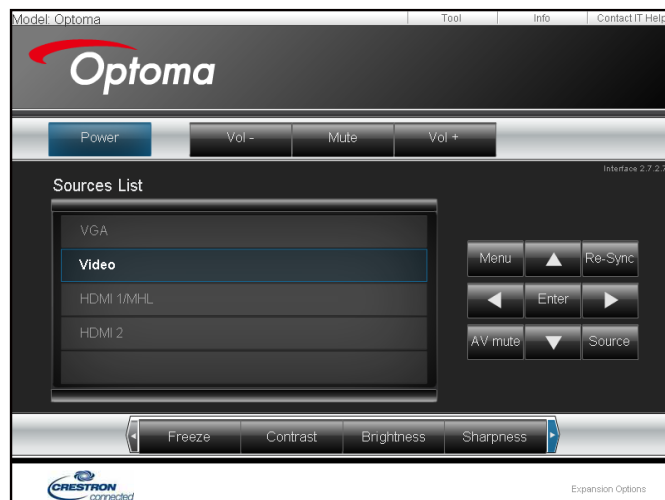 Model: Optoma
Tool
Info
Contact IT Help
Optoma
Power
Vol -
Mute
Vol +
Interface 2.7.2.7
Sources List
VGA
Video
HDMI 1/MHL
HDMI 2
Menu
Re-Sync
Enter
AV mute
Source
Freeze
Contrast
Brightness
Sharpness
CRESTRON
connected
Expansion Options